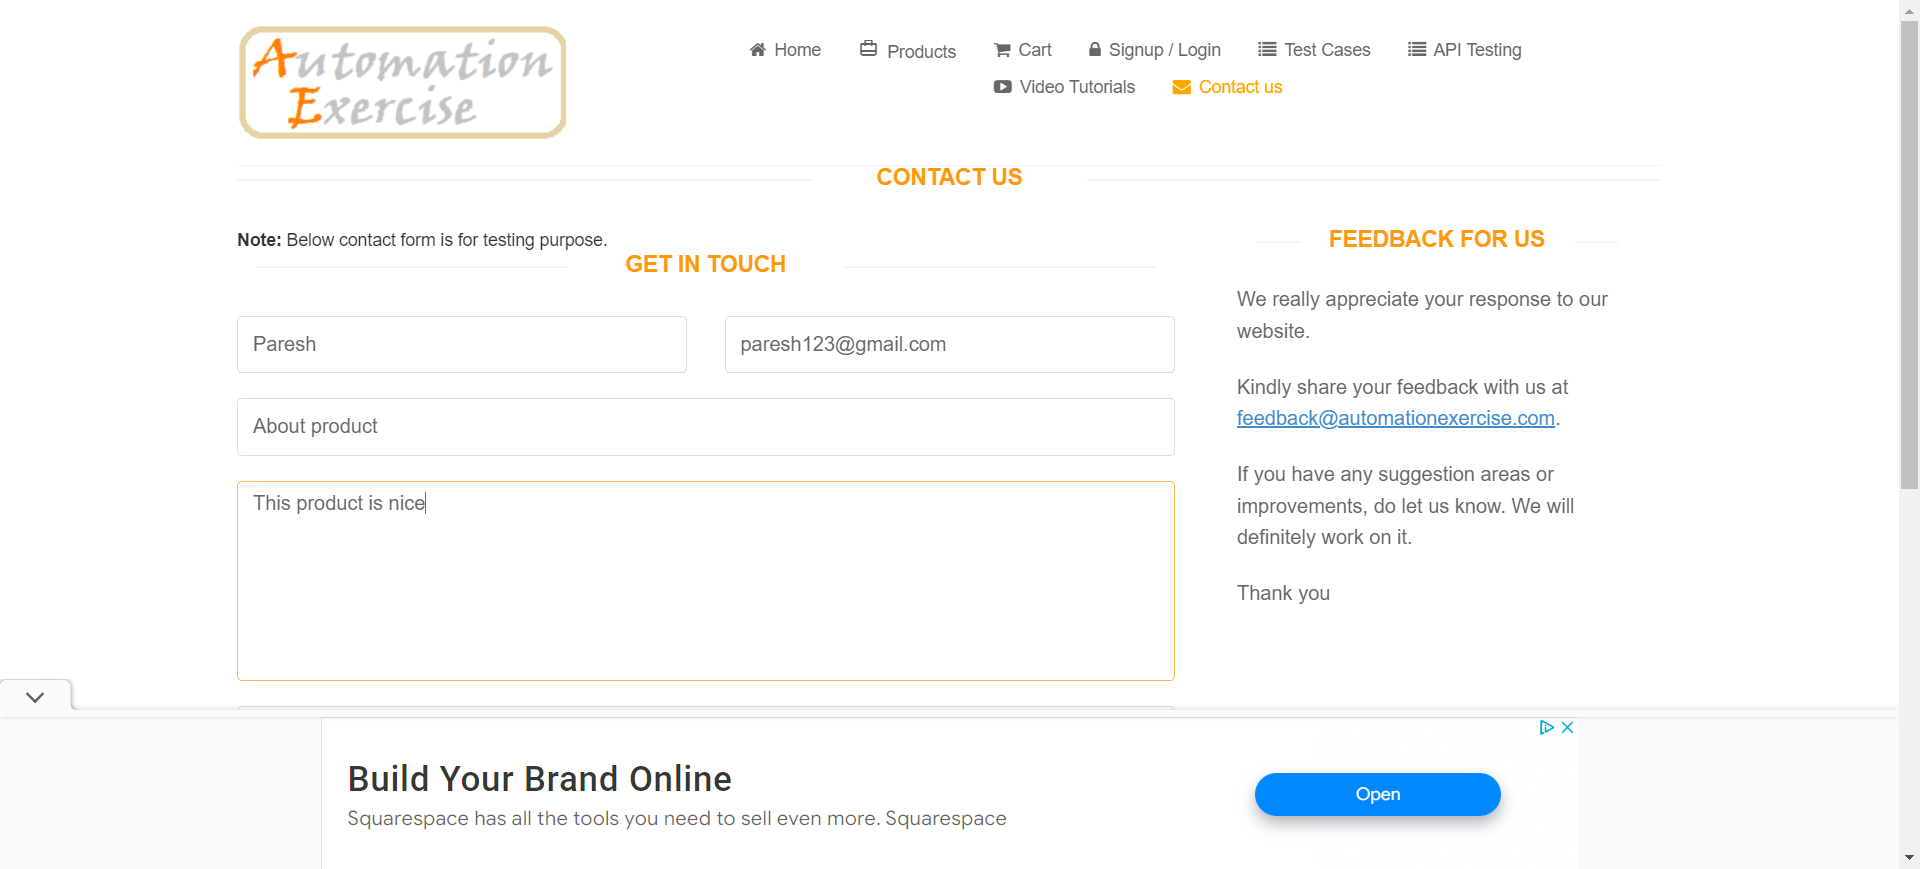 Automation
Exercise
Home
Products
Cart
Signup / Login
Test Cases
API Testing
Video Tutorials
Contact us
CONTACT US
Note: Below contact form is for testing purpose.
GET IN TOUCH
Paresh
paresh123@gmail.com
About product
This product is nice
FEEDBACK FOR US
We really appreciate your response to our
website.
Kindly share your feedback with us at
feedback@automationexercise.com.
If you have any suggestion areas or
improvements, do let us know. We will
definitely work on it.
Thank you
Build Your Brand Online
Squarespace has all the tools you need to sell even more. Squarespace
Open